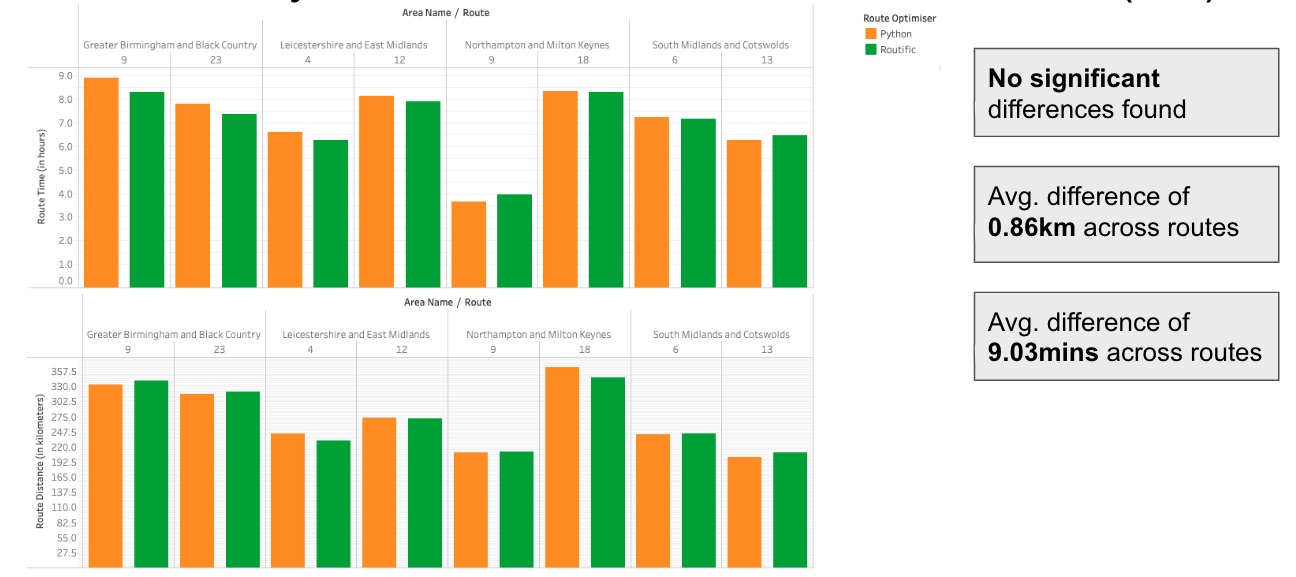 Area Name / Route
Greater Birmingham and Black Country Leicestershire and East Midlands Northampton and Milton Keynes South Midlands and Cotswolds
9 23 4 12 9 18 6 13
Route Time (in hours)
9.0
8.0
7.0
6.0
5.0
4.0
3.0
2.0
1.0
0.0
Area Name / Route
Greater Birmingham and Black Country Leicestershire and East Midlands Northampton and Milton Keynes South Midlands and Cotswolds
9 23 4 12 9 18 6 13
Route Distance (in kilometers)
357.5
330.0
302.5
275.0
247.5
220.0
192.5
165.0
137.5
110.0
82.5
55.0
27.5
Route Optimiser
Python
Routific
No significant
differences found
Avg. difference of
0.86km across routes
Avg. difference of
9.03mins across routes